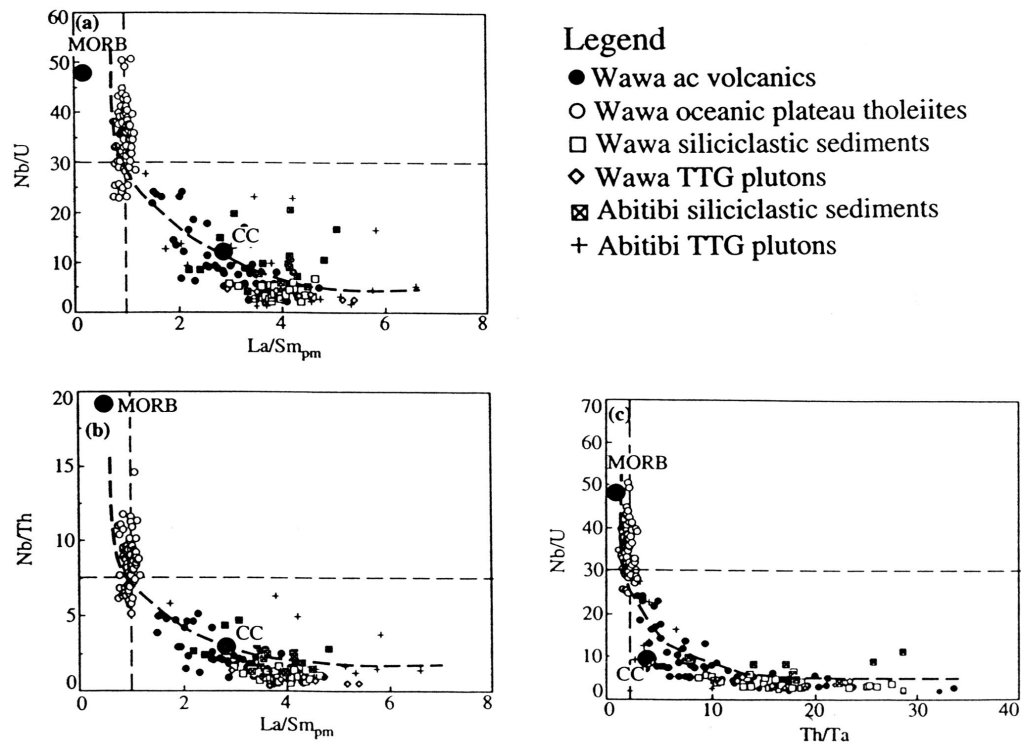 60
(a)
MORB
50
40
30
20
10
0
Nb/U
CC
0 2 4 6 8
La/Smpm
Legend
Wawa ac volcanics
Wawa oceanic plateau tholeiites
Wawa siliciclastic sediments
Wawa TTG plutons
Abitibi siliciclastic sediments
Abitibi TTG plutons
20
MORB
(b)
15
10
5
0
Nb/Th
CC
0 2 4 6 8
La/Smpm
70
(c)
60
MORB
50
40
30
20
10
0
Nb/U
CC
0 10 20 30 40
Th/Ta